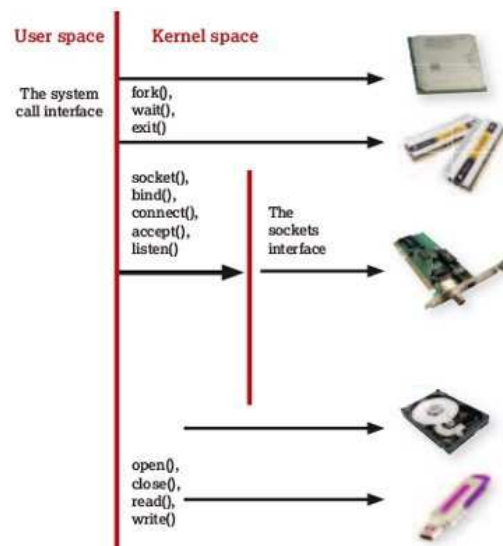 User space
Kernel space
The system
call interface
fork(),
wait(),
exit()
socket(),
bind(),
connect(),
accept(),
listen()
The
sockets
interface
open(),
close(),
read(),
write()